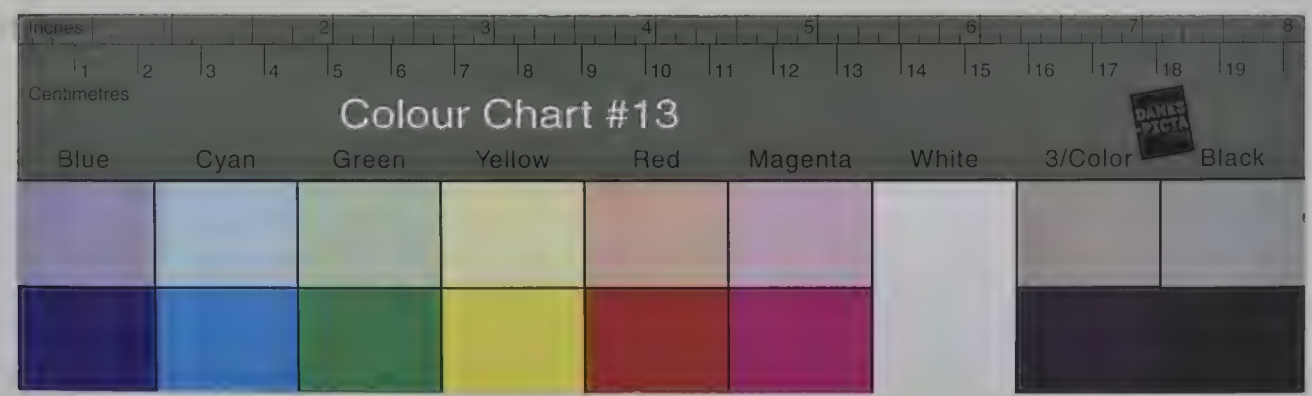 Inches 1 2 3 4 5 6 7 8
1 2 3 4 5 6 7 8 9 10 11 12 13 14 15 16 17 18 19
Centimetres
Colour Chart #13
DANES
-PICTA
Blue Cyan Green Yellow Red Magenta White 3/Color Black